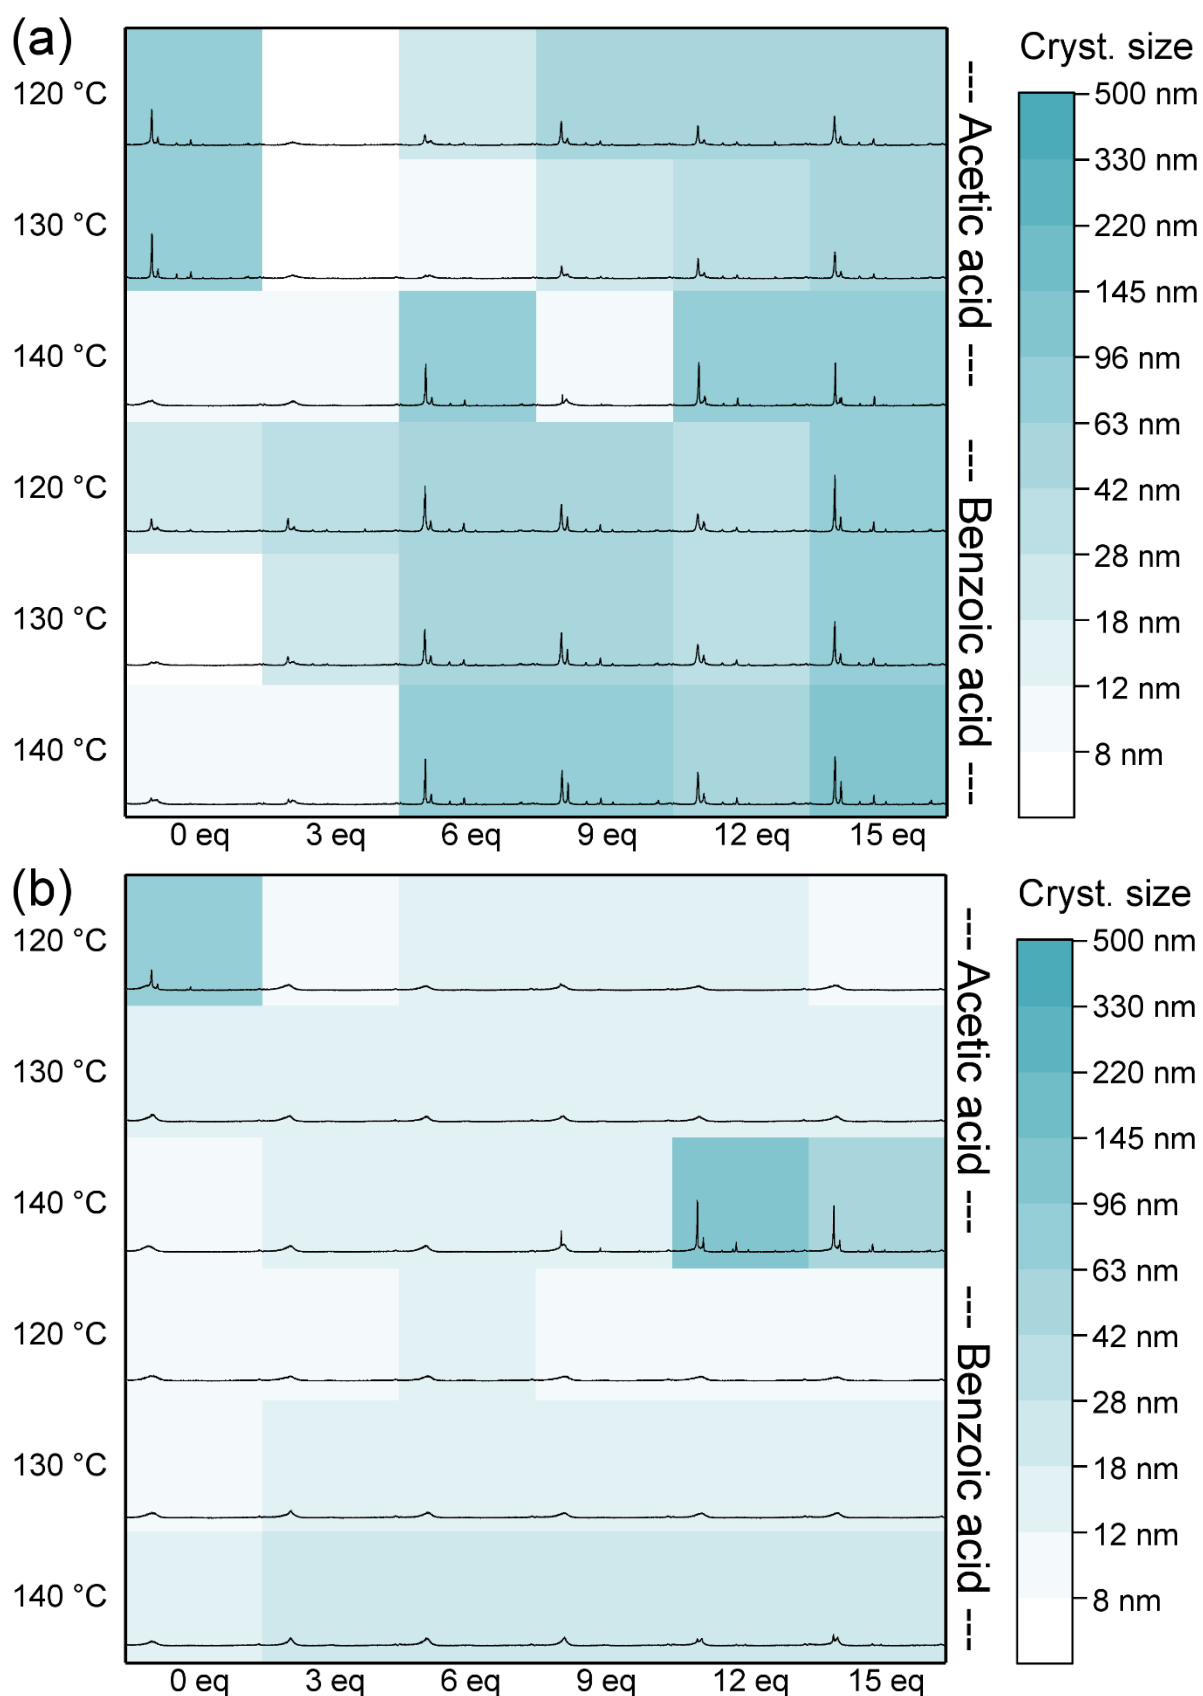 (a)
Cryst. size
120 °C
130 °C
140 °C
120 °C
130 °C
140 °C
0 eq 3 eq 6 eq 9 eq 12 eq 15 eq
--- Acetic acid ---
--- Benzoic acid ---
500 nm
330 nm
220 nm
145 nm
96 nm
63 nm
42 nm
28 nm
18 nm
12 nm
8 nm
(b)
Cryst. size
120 °C
130 °C
140 °C
120 °C
130 °C
140 °C
0 eq 3 eq 6 eq 9 eq 12 eq 15 eq
--- Acetic acid ---
--- Benzoic acid ---
500 nm
330 nm
220 nm
145 nm
96 nm
63 nm
42 nm
28 nm
18 nm
12 nm
8 nm